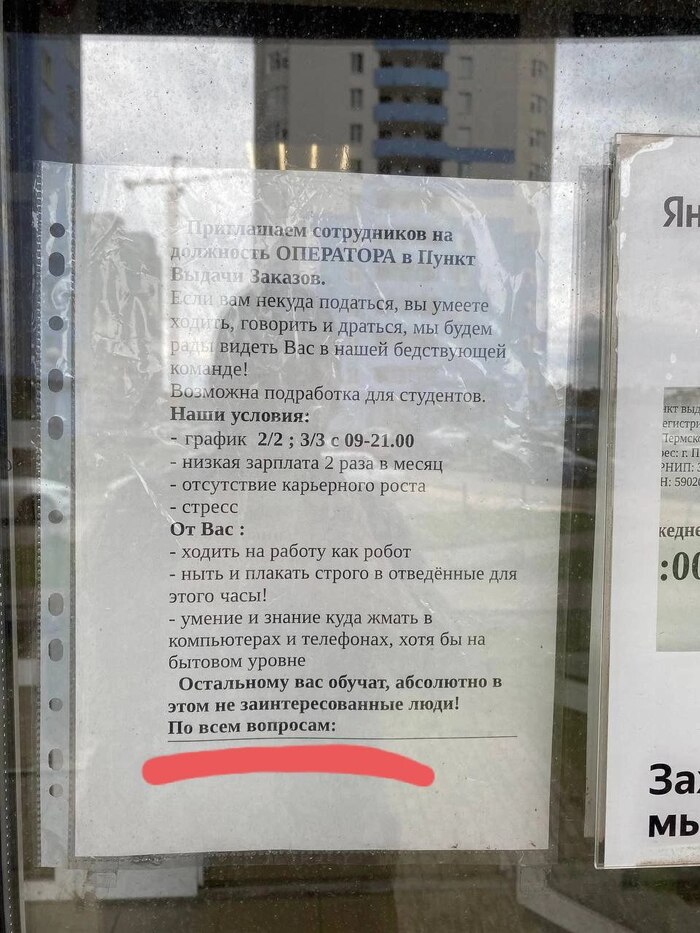 Приглашаем сотрудников на
должность ОПЕРАТОРА в Пункт
Выдачи Заказов.
Если вам некуда податься, вы умеете
ходить, говорить и драться, мы будем
рады видеть Вас в нашей бедствующей
команде!
Возможна подработка для студентов.
Наши условия:
- график 2/2 ; 3/3 с 09-21.00
- низкая зарплата 2 раза в месяц
- отсутствие карьерного роста
- стресс
От Вас :
- ходить на работу как робот
- ныть и плакать строго в отведённые для
этого часы!
- умение и знание куда жмать в
компьютерах и телефонах, хотя бы на
бытовом уровне
Остальному вас обучат, абсолютно в
этом не заинтересованные люди!
По всем вопросам:
Ян
:00
мы